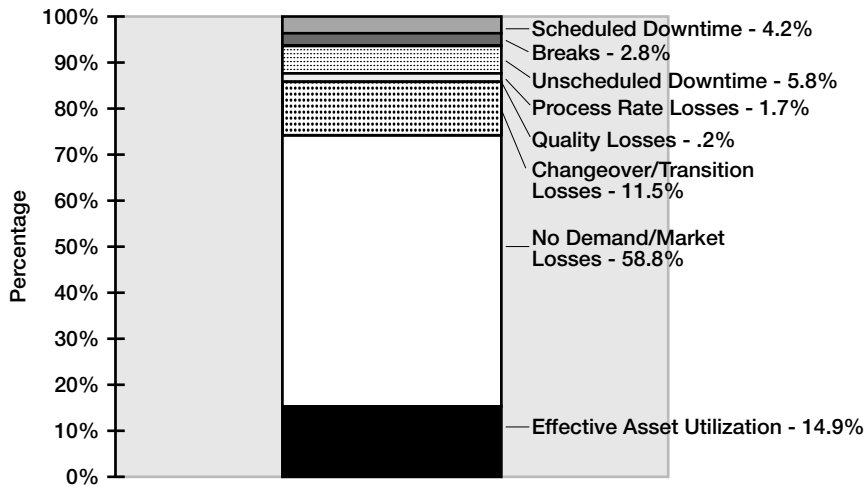 100%
90%
80%
70%
60%
50%
40%
30%
20%
10%
0%
Percentage
Scheduled Downtime - 4.2%
Breaks - 2.8%
Unscheduled Downtime - 5.8%
Process Rate Losses - 1.7%
Quality Losses - .2%
Changeover/Transition
Losses - 11.5%
No Demand/Market
Losses - 58.8%
Effective Asset Utilization - 14.9%